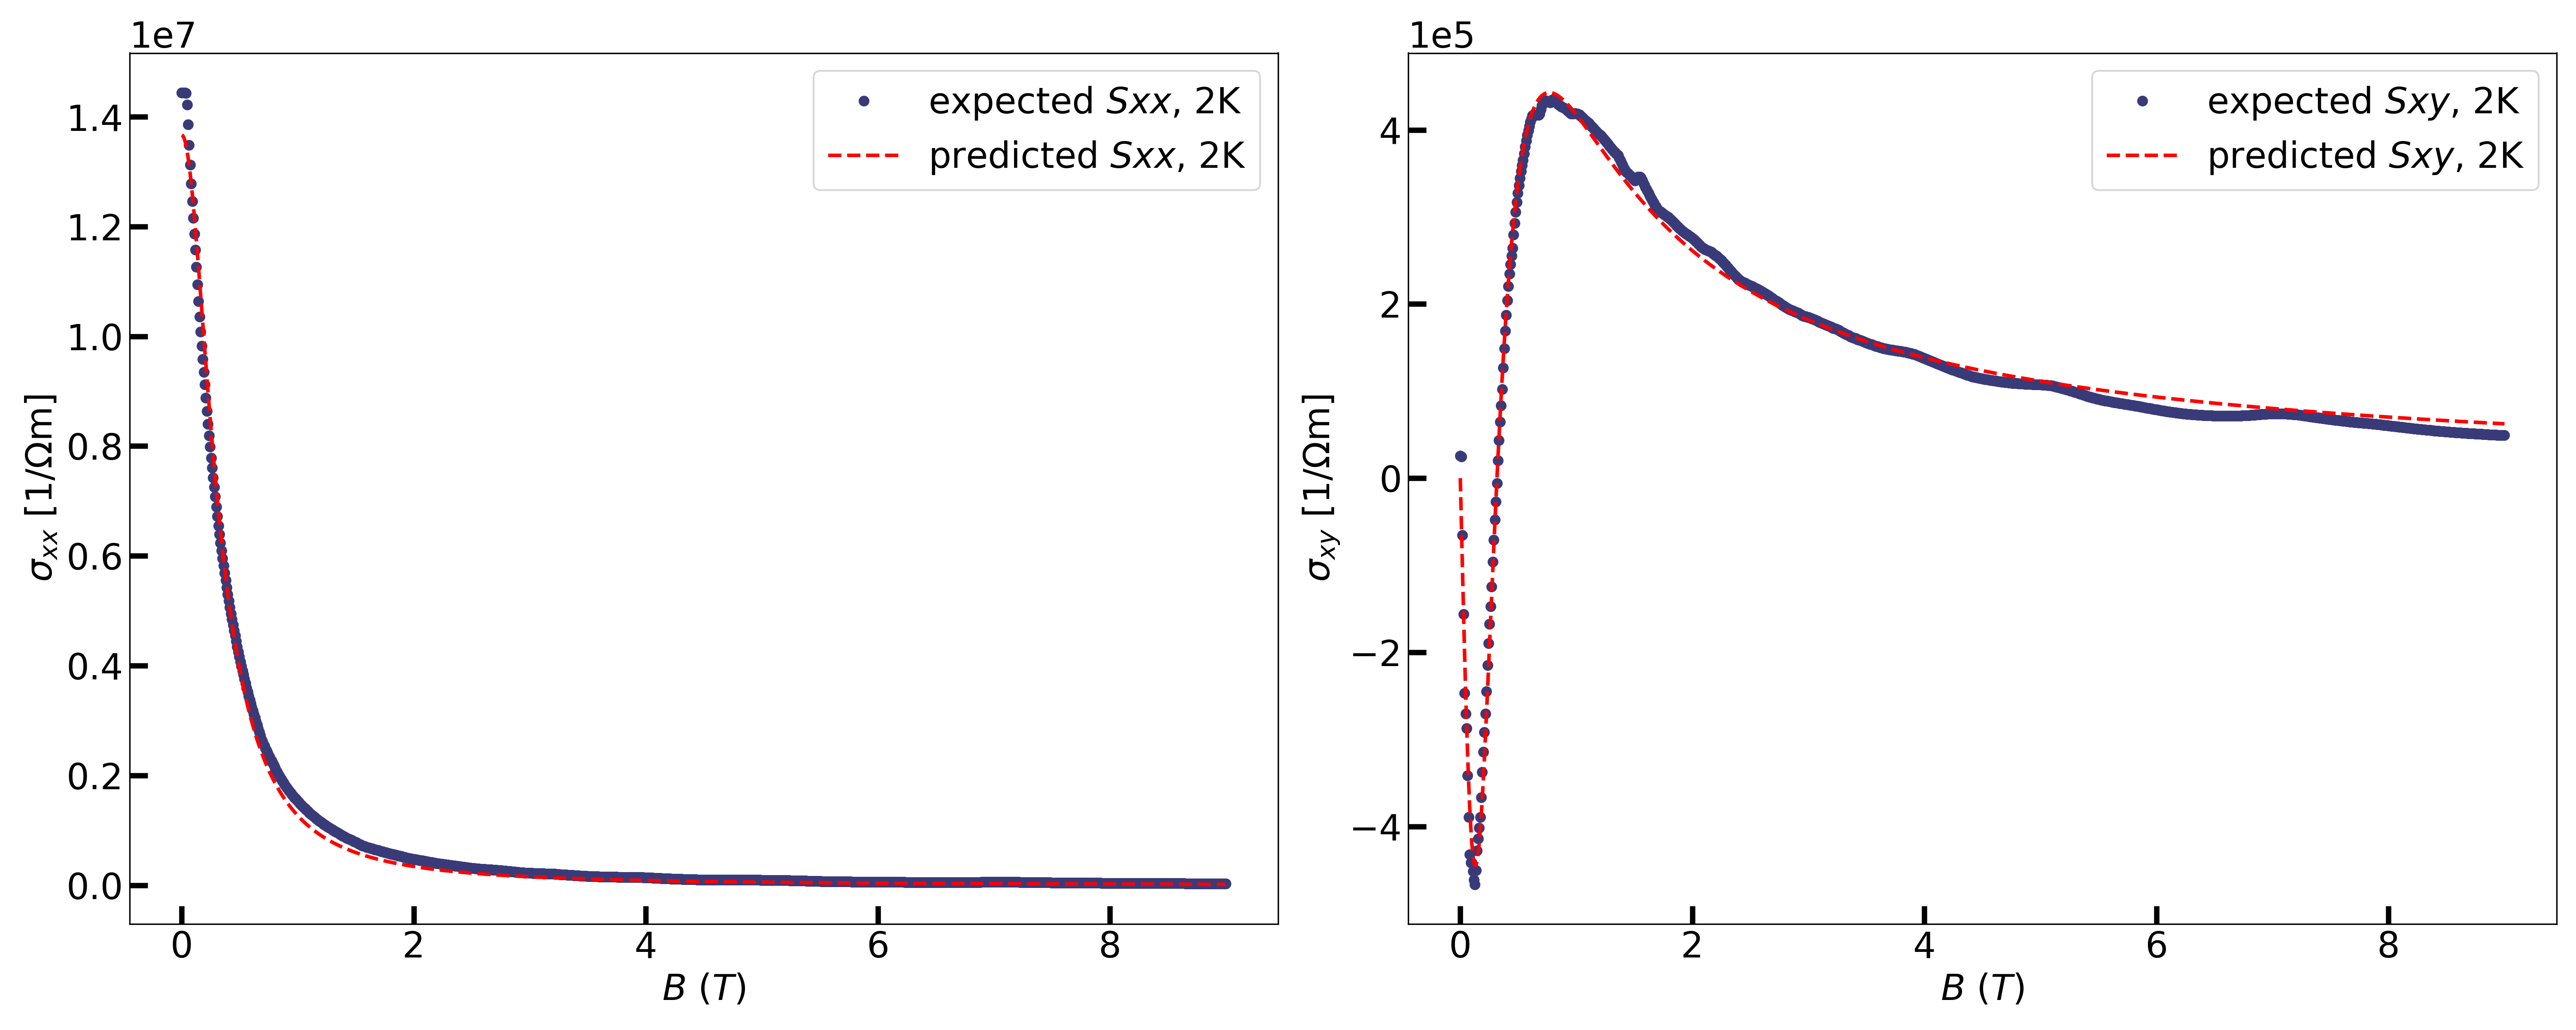 1e7
expected Sxx, 2K
predicted Sxx, 2K
1.4
1.2
1.0
0.8
0.6
0.4
0.2
0.0
σxx [1/Ωm]
0 2 4 6 8
B (T)
1e5
expected Sxy, 2K
predicted Sxy, 2K
4
2
0
−2
−4
σxy [1/Ωm]
0 2 4 6 8
B (T)